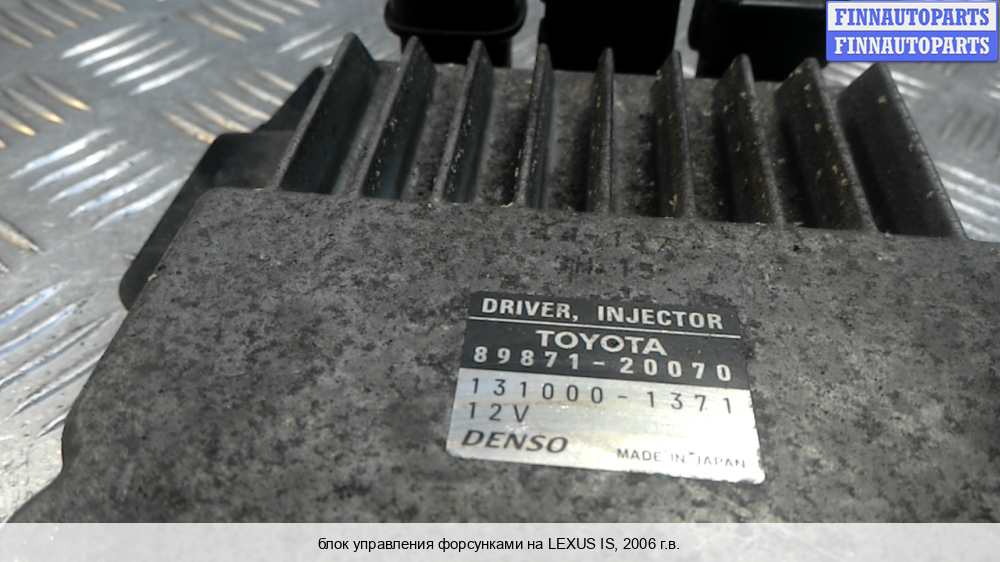 FINNAUTOPARTS
FINNAUTOPARTS
DRIVER, INJECTOR
TOYOTA
89871-20070
131000-1371
12V
DENSO
MADE IN JAPAN
блок управления форсунками на LEXUS IS, 2006 г.в.